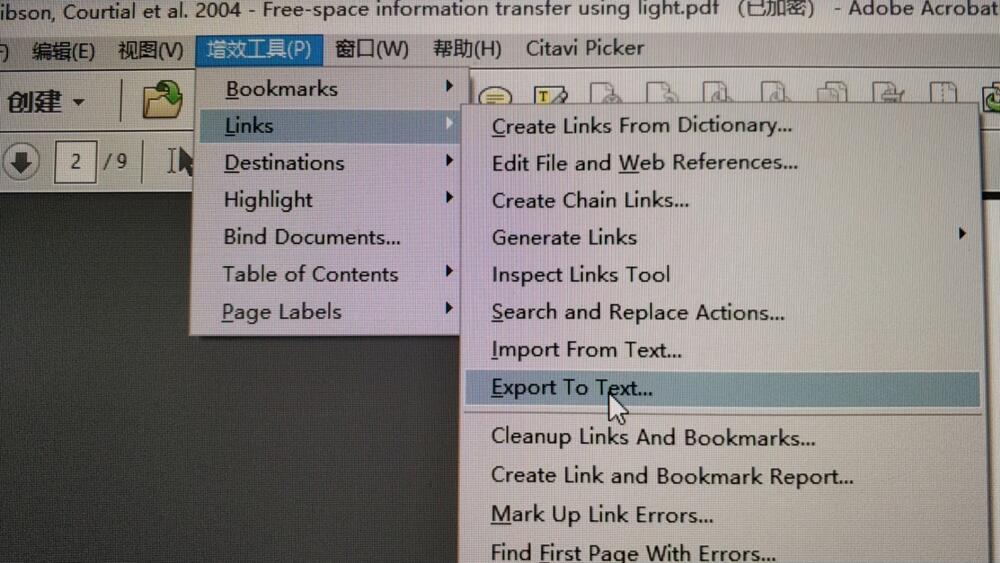 ibson, Courtial et al. 2004 - Free-space information transfer using light.pdf （已加密） - Adobe Acrobat
编辑(E) 视图(V) 增效工具(P) 窗口(W) 帮助(H) Citavi Picker
创建
2 / 9
Bookmarks
Links
Destinations
Highlight
Bind Documents...
Table of Contents
Page Labels
Create Links From Dictionary...
Edit File and Web References...
Create Chain Links...
Generate Links
Inspect Links Tool
Search and Replace Actions...
Import From Text...
Export To Text...
Cleanup Links And Bookmarks...
Create Link and Bookmark Report...
Mark Up Link Errors...
Find First Page With Errors...